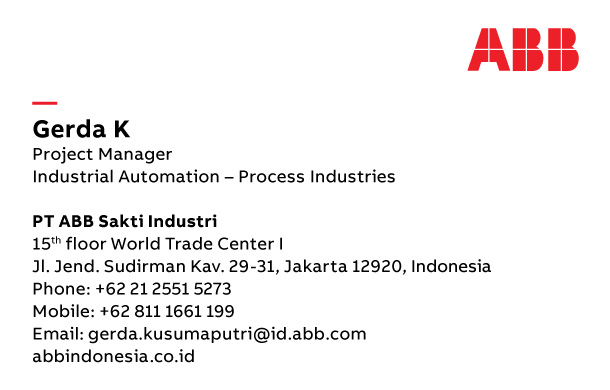 ABB
Gerda K
Project Manager
Industrial Automation – Process Industries
PT ABB Sakti Industri
15th floor World Trade Center I
Jl. Jend. Sudirman Kav. 29-31, Jakarta 12920, Indonesia
Phone: +62 21 2551 5273
Mobile: +62 811 1661 199
Email: gerda.kusumaputri@id.abb.com
abbindonesia.co.id